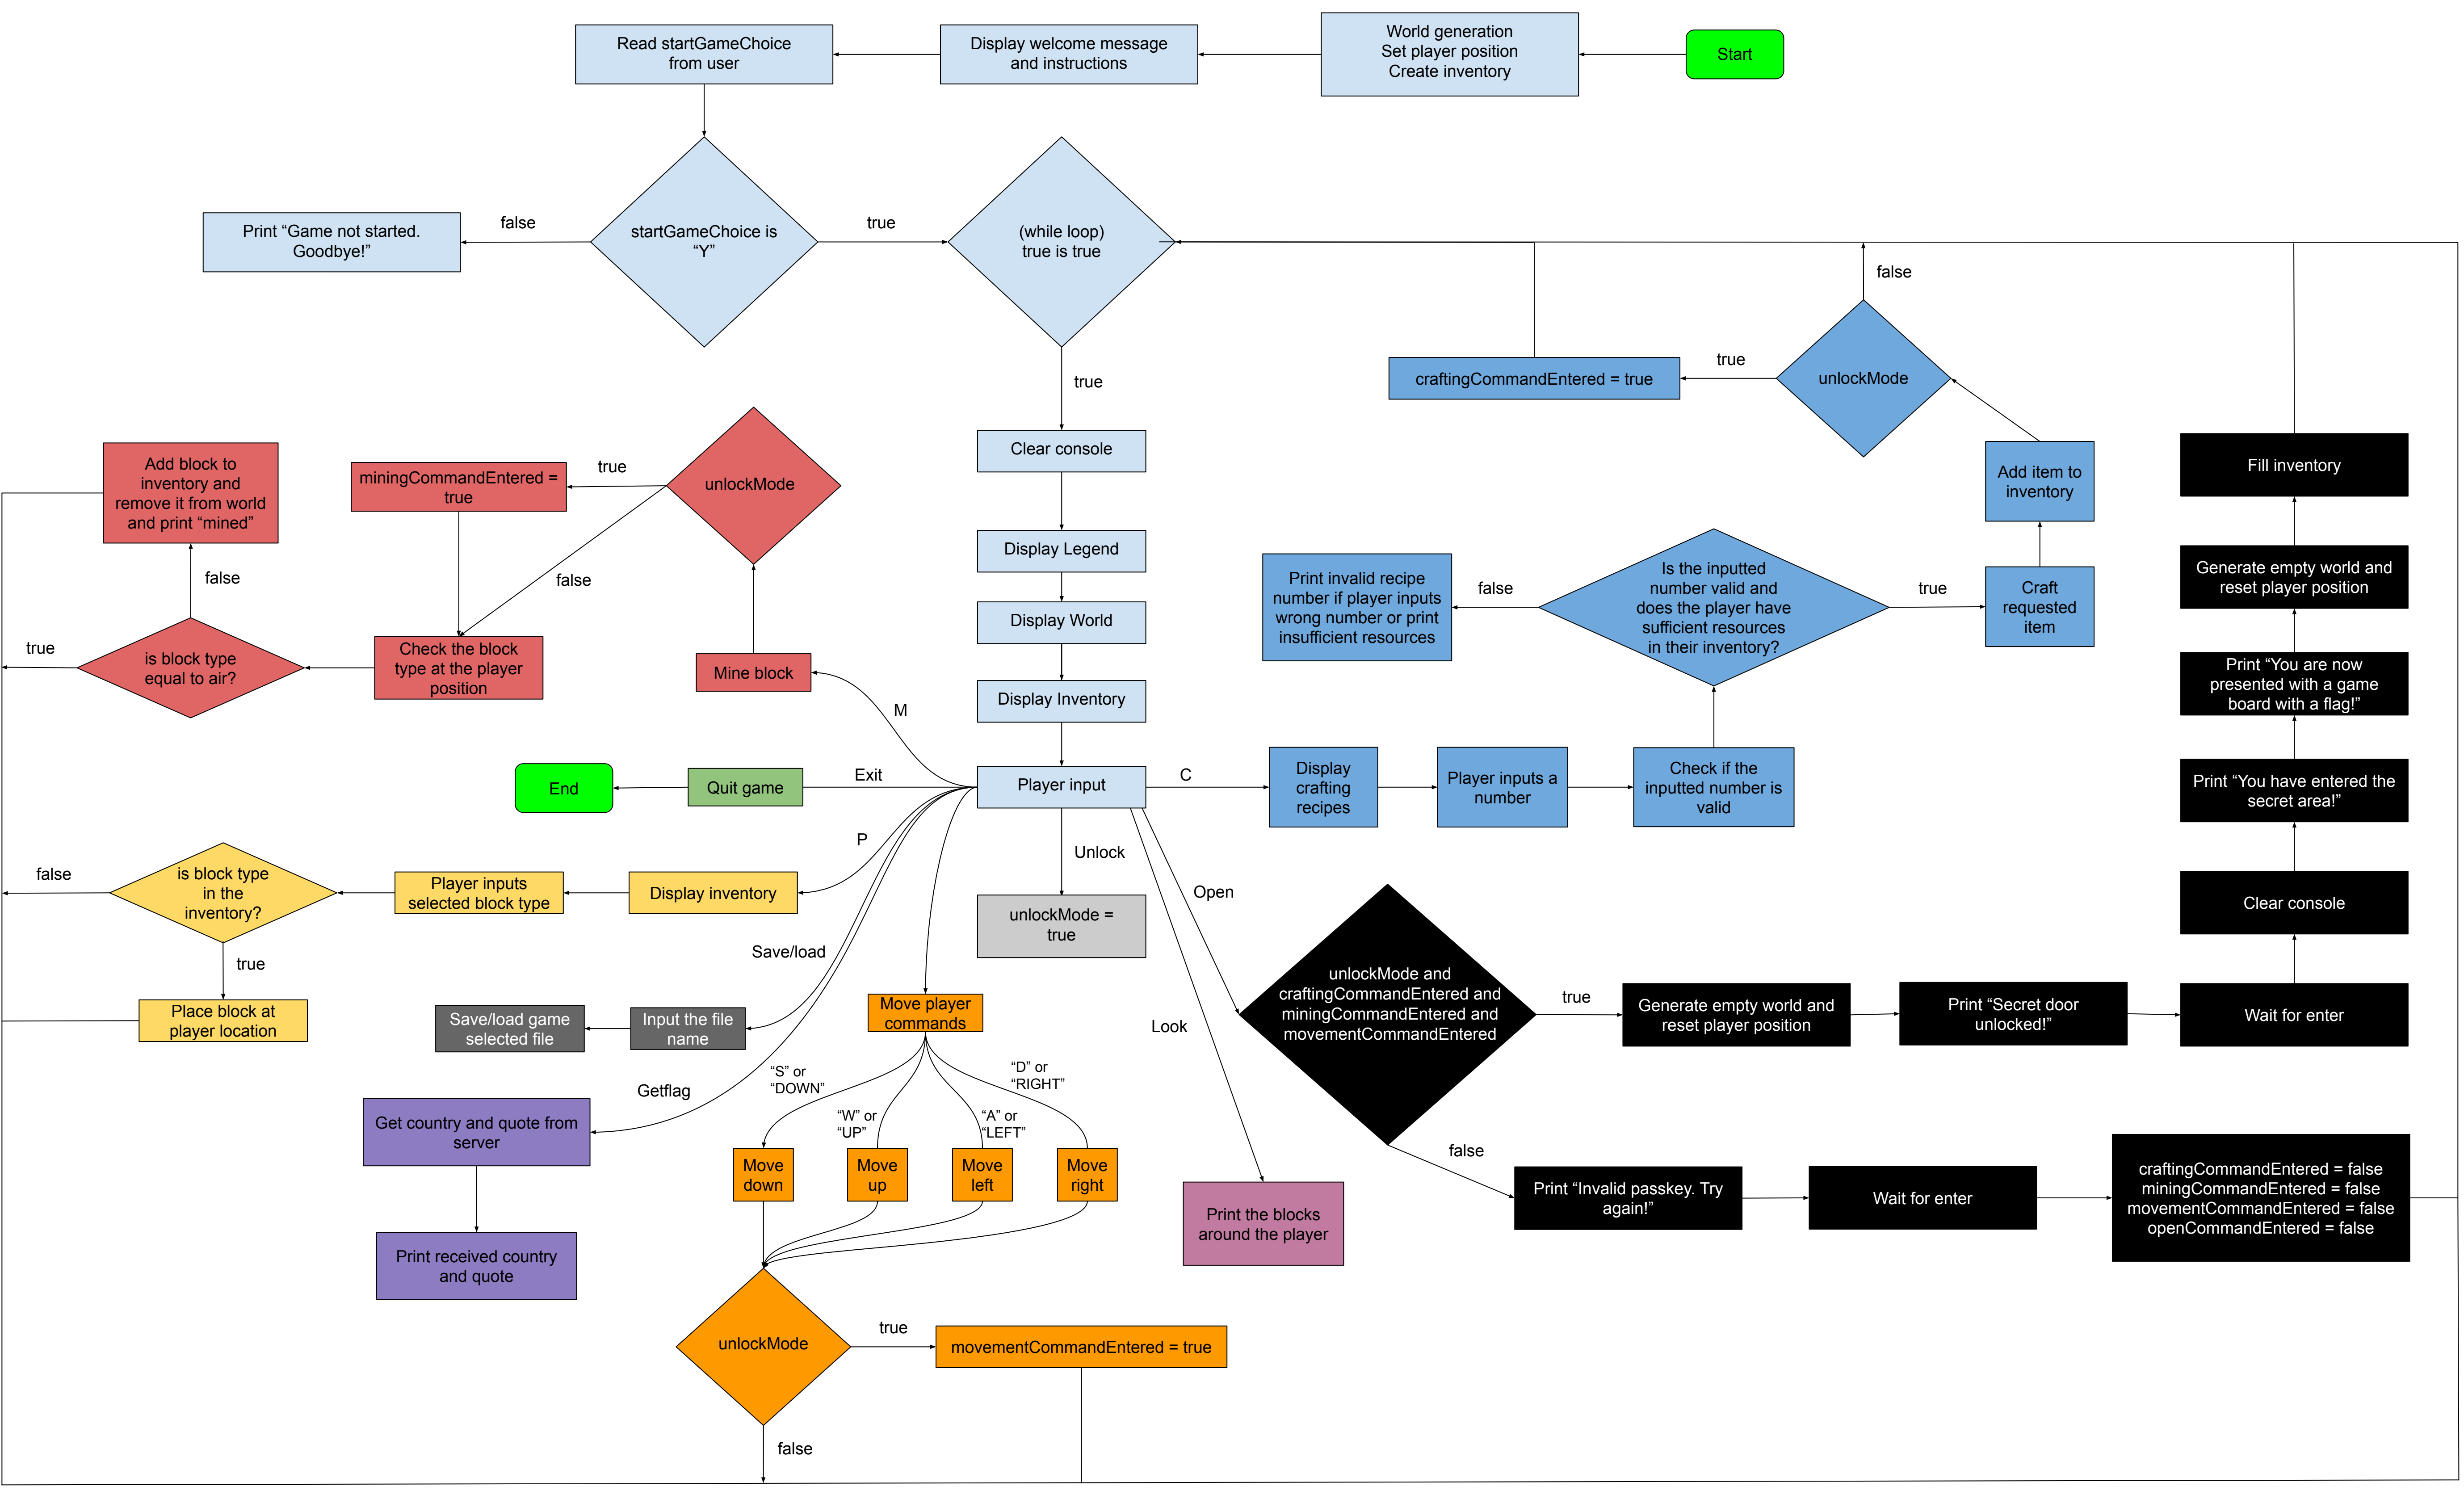 Read startGameChoice
from user
Display welcome message
and instructions
World generation
Set player position
Create inventory
Start
Print “Game not started.
Goodbye!”
false
startGameChoice is
“Y”
true
(while loop)
true is true
true
false
unlockMode
true
craftingCommandEntered = true
Add block to
inventory and
remove it from world
and print “mined”
miningCommandEntered =
true
true
unlockMode
false
false
true
is block type
equal to air?
Check the block
type at the player
position
Mine block
M
Clear console
Display Legend
Display World
Display Inventory
Player input
Print invalid recipe
number if player inputs
wrong number or print
insufficient resources
false
Is the inputted
number valid and
does the player have
sufficient resources
in their inventory?
true
Craft
requested
item
Add item to
inventory
C
Display
crafting
recipes
Player inputs a
number
Check if the
inputted number is
valid
Fill inventory
Generate empty world and
reset player position
Print “You are now
presented with a game
board with a flag!”
Print “You have entered the
secret area!”
Clear console
Wait for enter
End
Quit game
Exit
P
false
is block type
in the
inventory?
Player inputs
selected block type
Display inventory
true
Place block at
player location
Save/load
Save/load game
selected file
Input the file
name
Getflag
Get country and quote from
server
Print received country
and quote
Unlock
unlockMode =
true
Open
Look
Print the blocks
around the player
Move player
commands
“S” or
“DOWN”
“W” or
“UP”
“A” or
“LEFT”
“D” or
“RIGHT”
Move
down
Move
up
Move
left
Move
right
unlockMode
true
movementCommandEntered = true
false
unlockMode and
craftingCommandEntered and
miningCommandEntered and
movementCommandEntered
true
Generate empty world and
reset player position
Print “Secret door
unlocked!”
false
Print “Invalid passkey. Try
again!”
Wait for enter
craftingCommandEntered = false
miningCommandEntered = false
movementCommandEntered = false
openCommandEntered = false